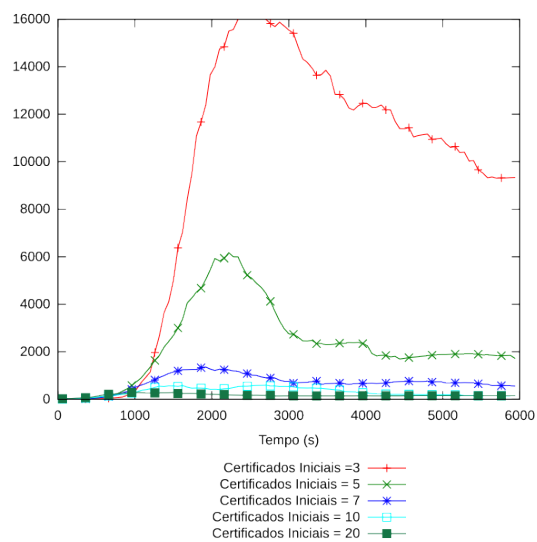 16000
14000
12000
10000
8000
6000
4000
2000
0
0 1000 2000 3000 4000 5000 6000
Tempo (s)
Certificados Iniciais =3
Certificados Iniciais = 5
Certificados Iniciais = 7
Certificados Iniciais = 10
Certificados Iniciais = 20